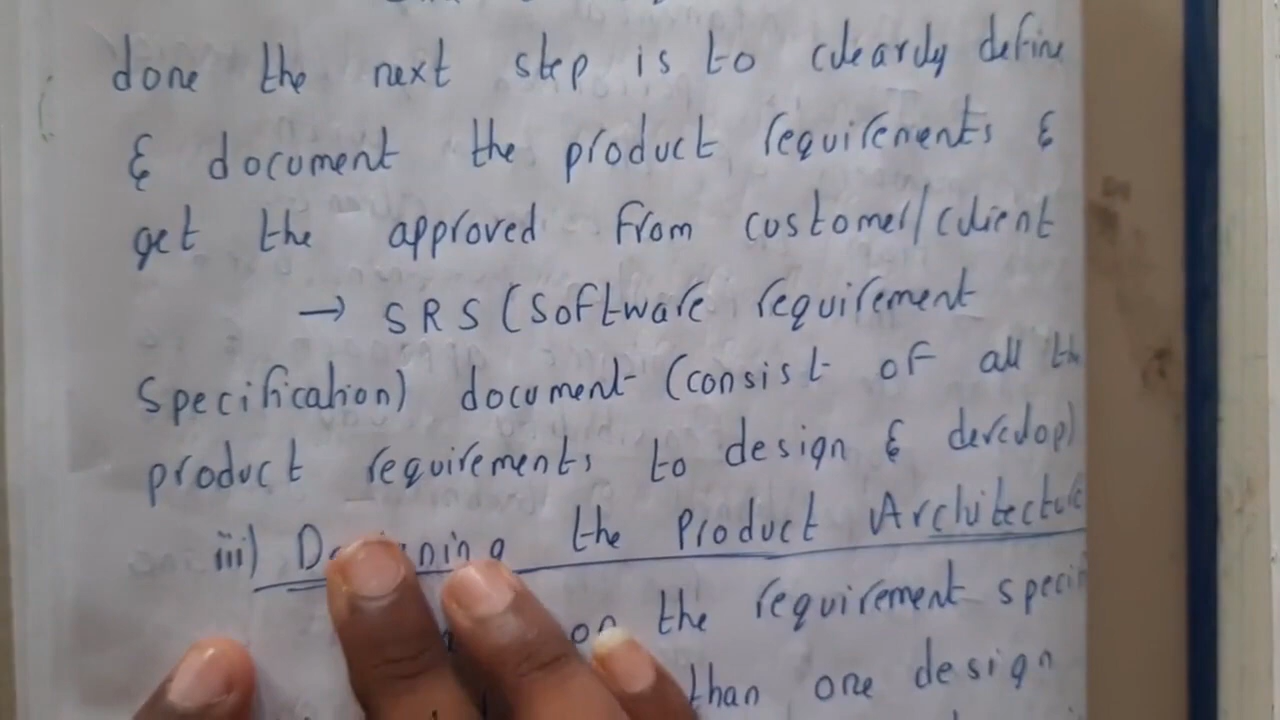 done the next step is to clearly define
& document the product requirements &
get the approved from customer/client
→ SRS (Software requirement
Specification) document (consist of all the
product requirements to design & develop)
iii) Designing the Product Architecture
on the requirement speci
than one design